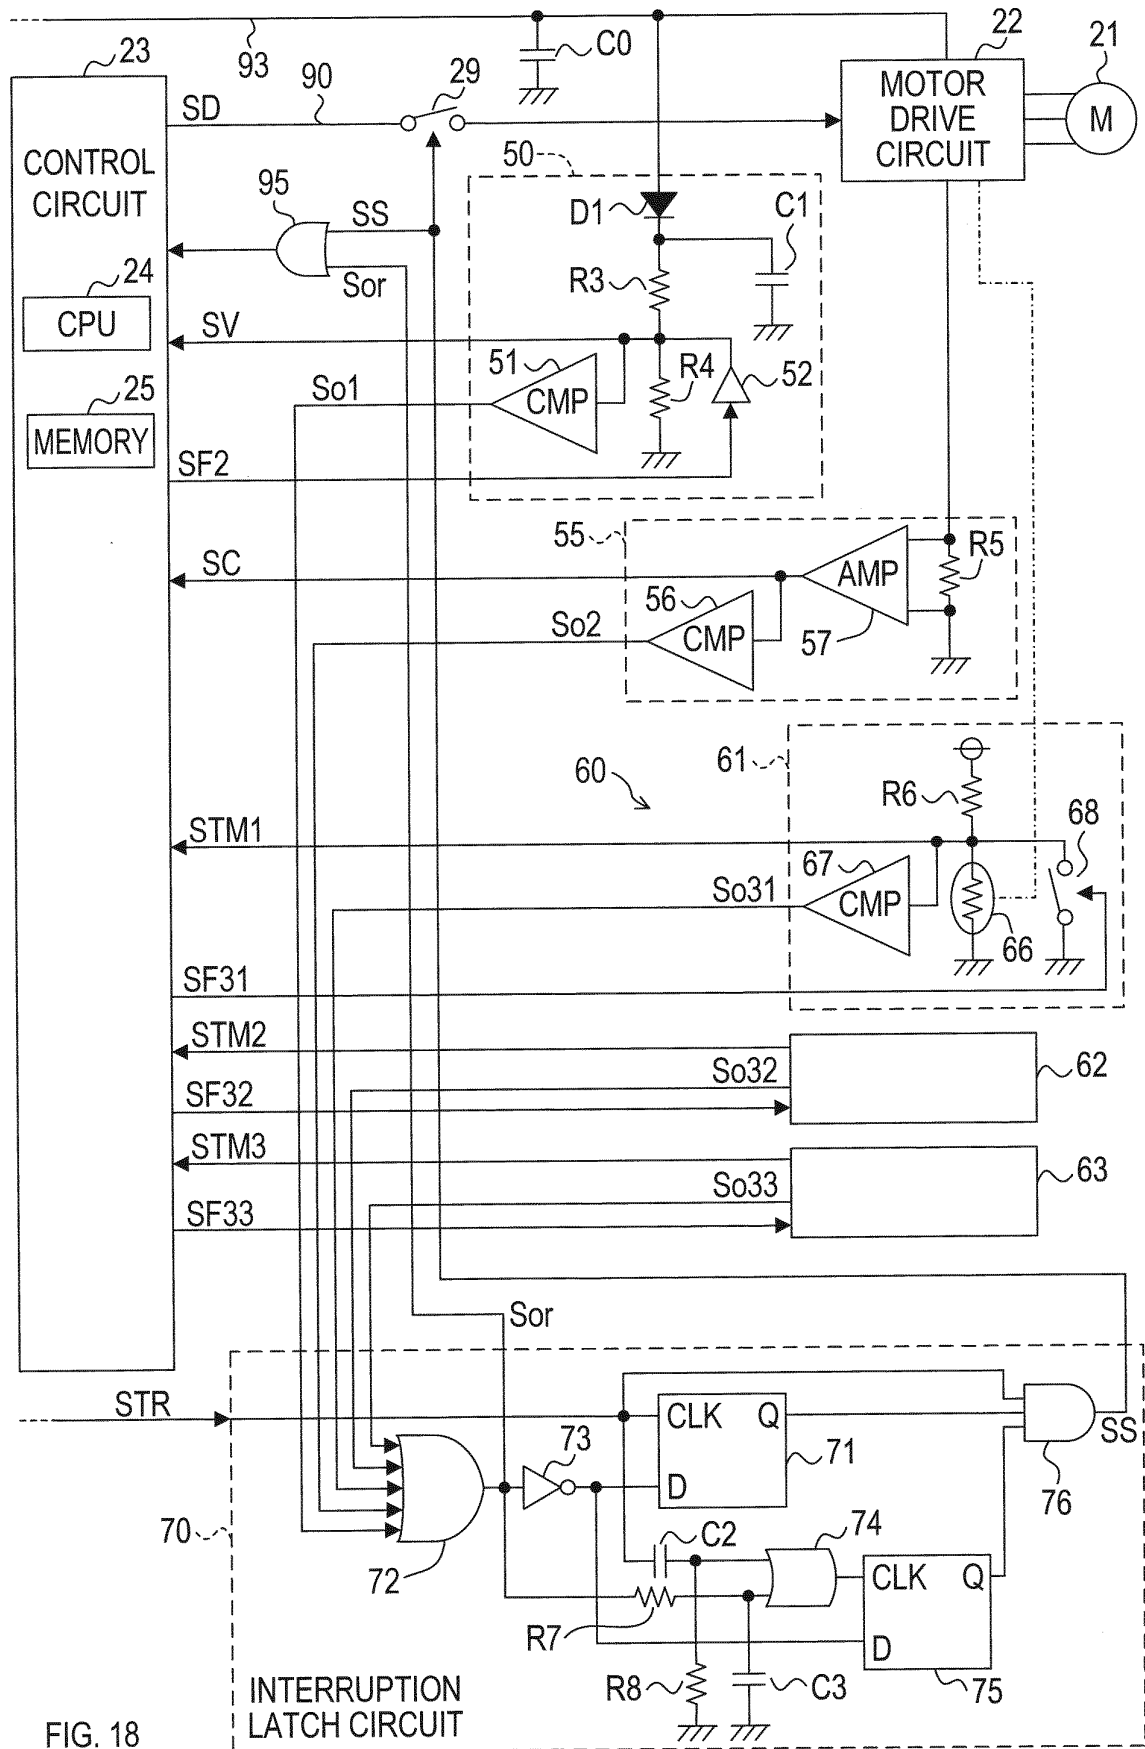 C0
93
23
90
29
SD
22
21
MOTOR
DRIVE
CIRCUIT
M
CONTROL
CIRCUIT
95
SS
Sor
50
D1
C1
R3
24
CPU
SV
51
CMP
R4
52
So1
25
MEMORY
SF2
55
R5
SC
AMP
56
CMP
57
So2
61
60
R6
68
STM1
67
CMP
So31
66
SF31
STM2
So32
62
SF32
STM3
So33
63
SF33
Sor
STR
CLK
Q
D
71
SS
76
73
70
72
C2
74
CLK
Q
D
R7
R8
C3
75
INTERRUPTION
LATCH CIRCUIT
FIG. 18